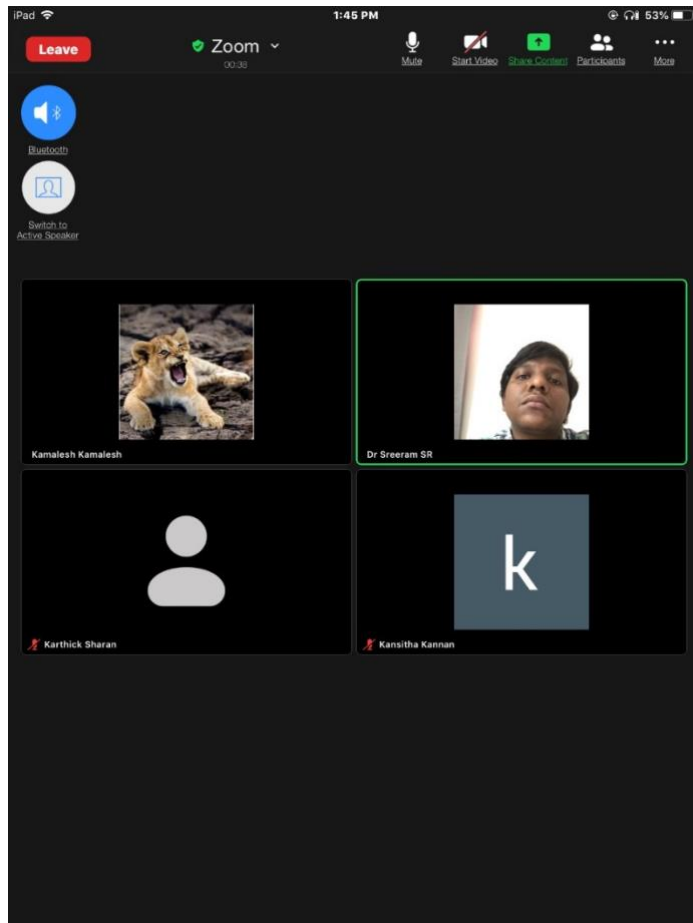 iPad
1:45 PM
53%
Leave
Zoom
00:38
Mute
Start Video
Share Content
Participants
More
Bluetooth
Switch to
Active Speaker
Kamalesh Kamalesh
Dr Sreeram SR
k
Karthick Sharan
Kansitha Kannan